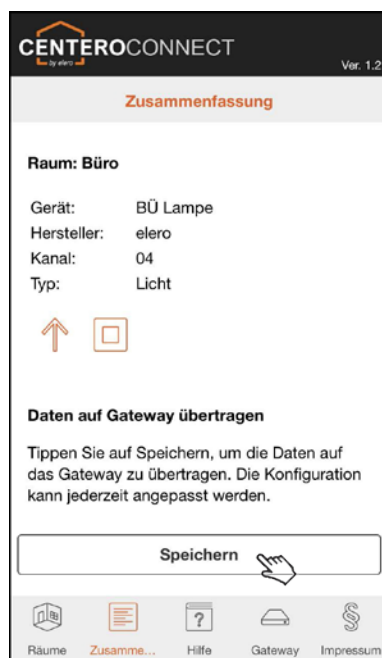 CENTEROCONNECT
by elero
Ver. 1.2
Zusammenfassung
Raum: Büro
Gerät: BÜ Lampe
Hersteller: elero
Kanal: 04
Typ: Licht
Daten auf Gateway übertragen
Tippen Sie auf Speichern, um die Daten auf
das Gateway zu übertragen. Die Konfiguration
kann jederzeit angepasst werden.
Speichern
Räume Zusamme... Hilfe Gateway Impressum